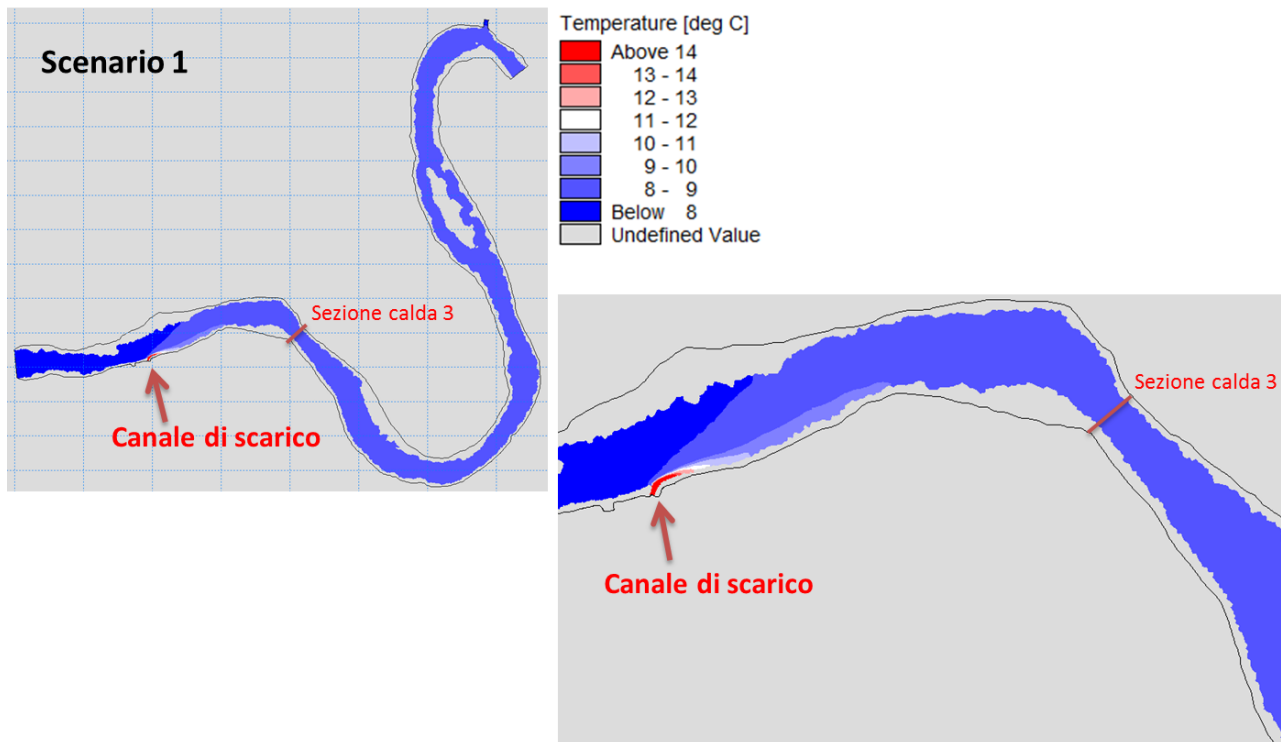 Scenario 1
Sezione calda 3
Canale di scarico
Temperature [deg C]
Above 14
13 - 14
12 - 13
11 - 12
10 - 11
9 - 10
8 - 9
Below 8
Undefined Value
Sezione calda 3
Canale di scarico